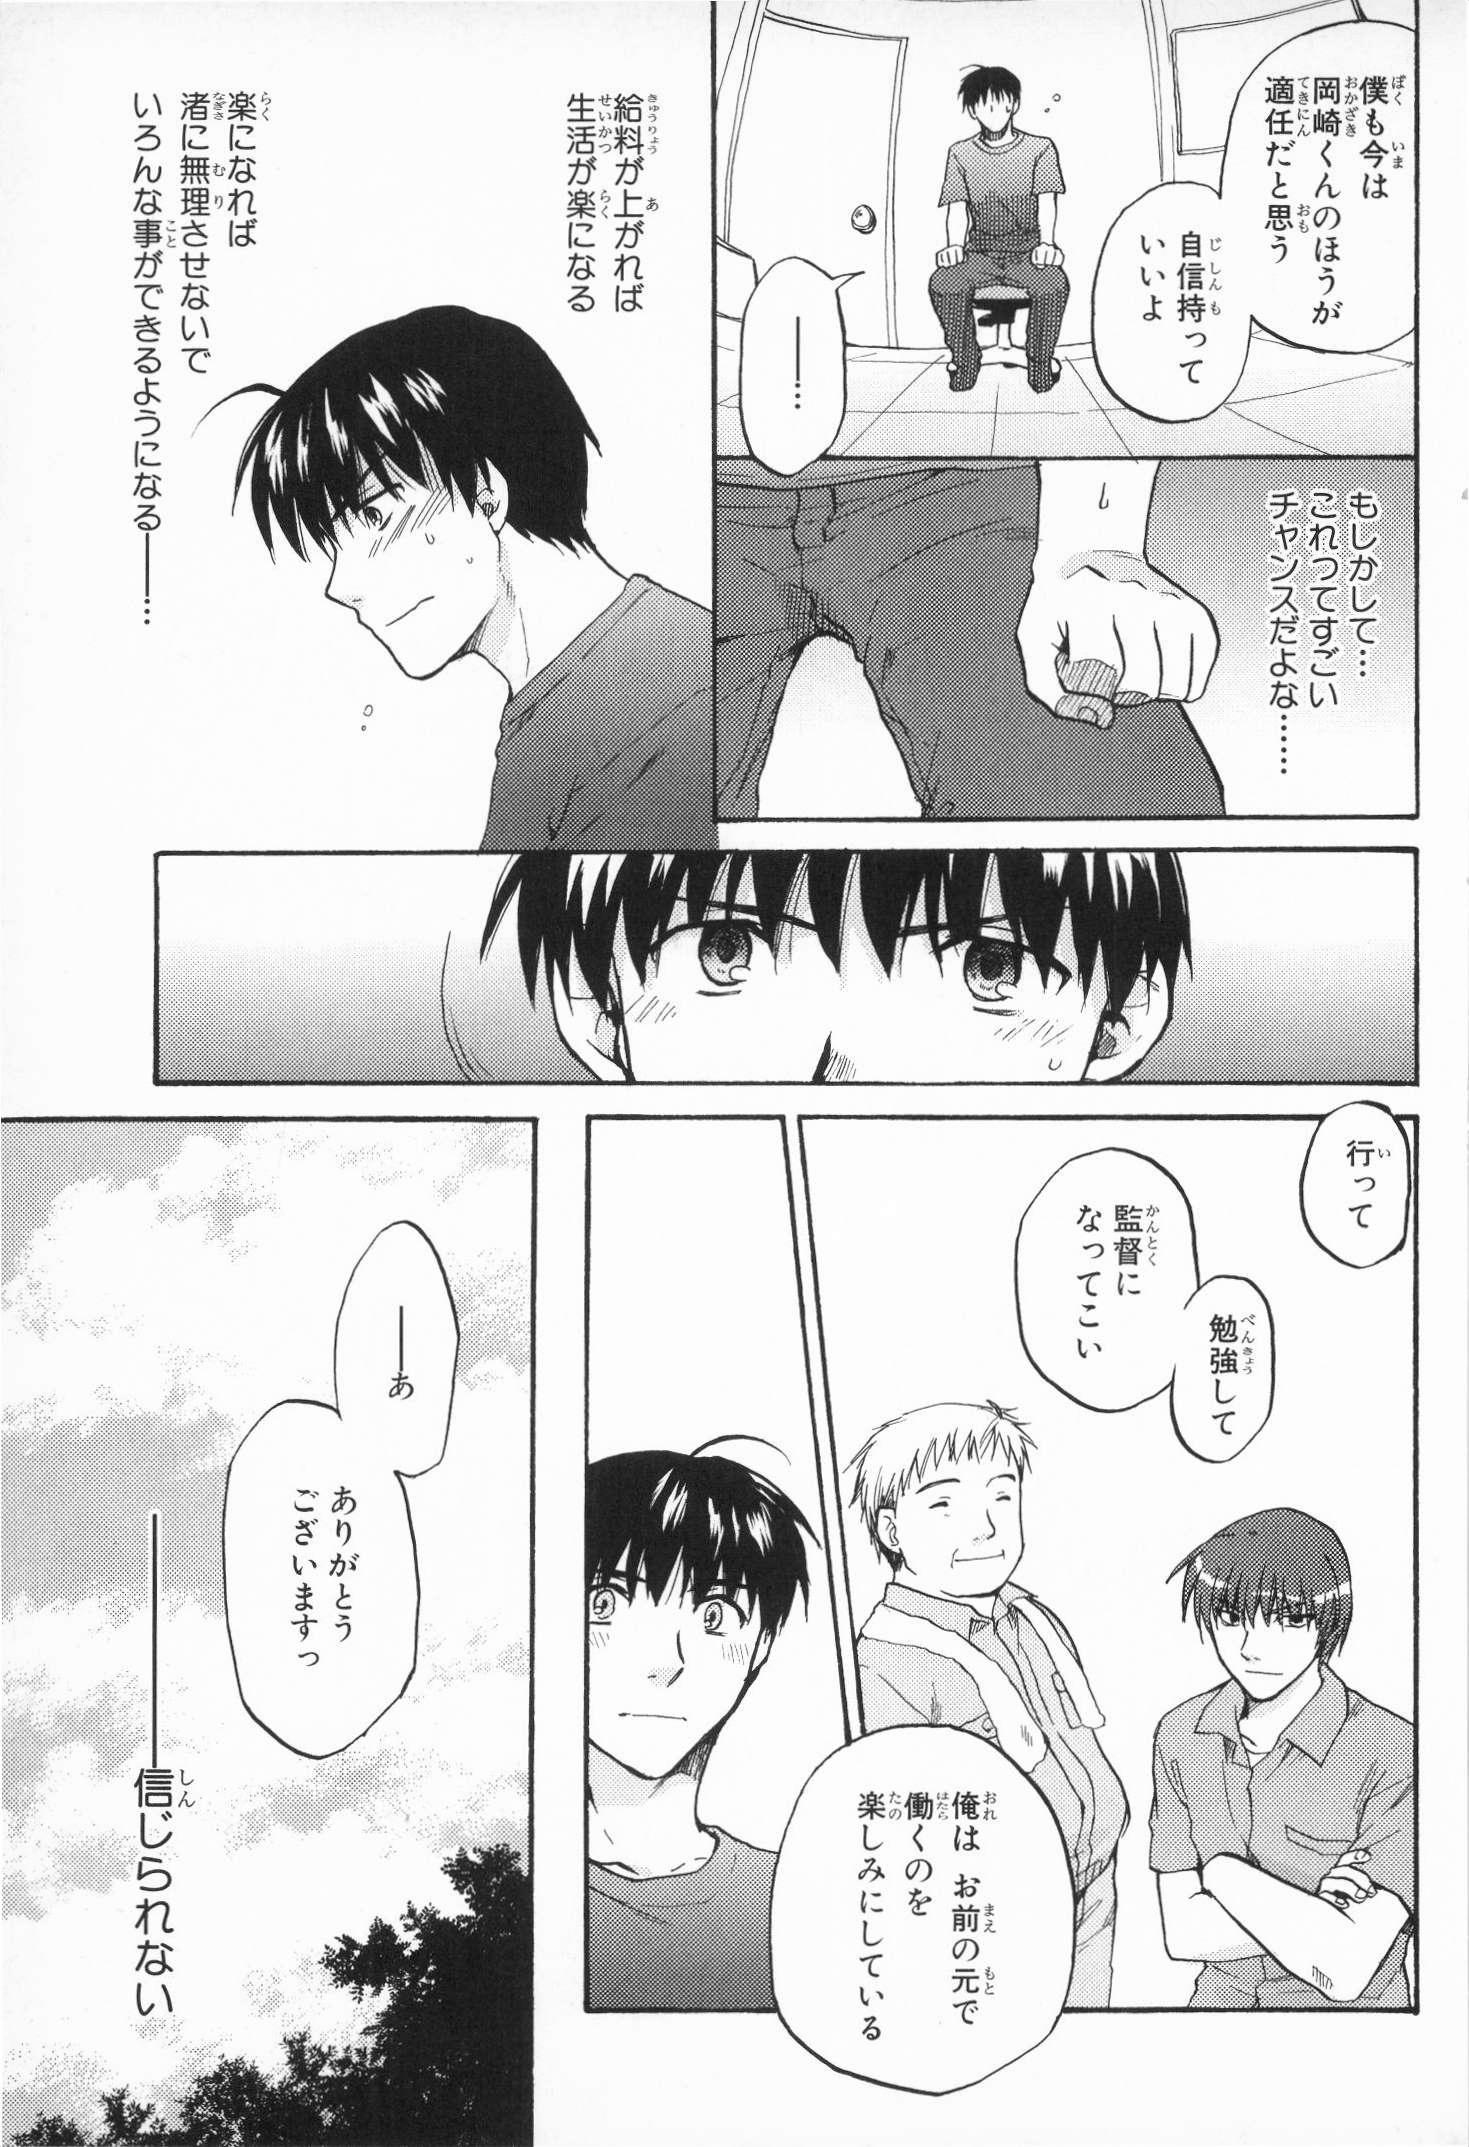 僕も今は
岡崎くんのほうが
適任だと思う
自信持って
いいよ
――…
もしかして…
これってすごい
チャンスだよな……
給料が上がれば
生活が楽になる
楽になれば
渚に無理させないで
いろんな事ができるようになる――…
行って
勉強して
監督に
なってこい
俺は お前の元で
働くのを
楽しみにしている
――あ
ありがとう
ございますっ
――――信じられない